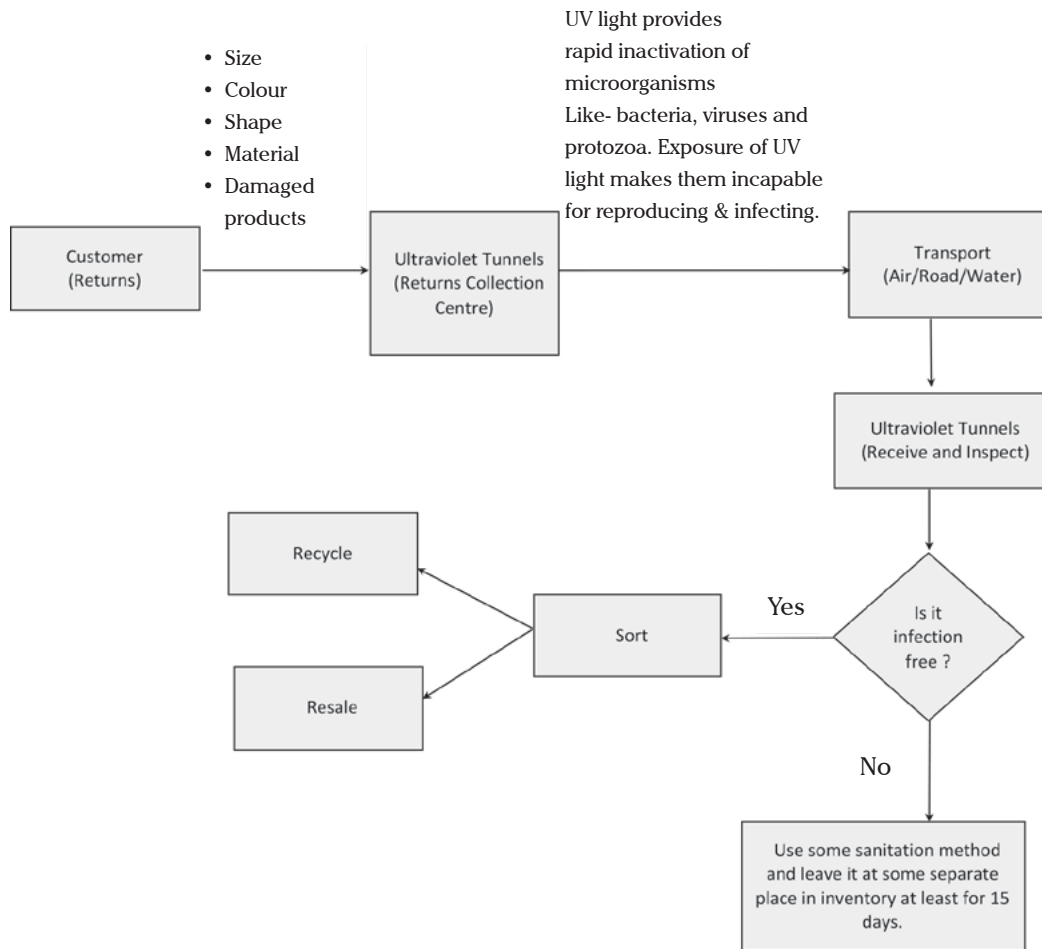 • Size
• Colour
• Shape
• Material
• Damaged
products
UV light provides
rapid inactivation of
microorganisms
Like- bacteria, viruses and
protozoa. Exposure of UV
light makes them incapable
for reproducing & infecting.
Customer
(Returns)
Ultraviolet Tunnels
(Returns Collection
Centre)
Transport
(Air/Road/Water)
Ultraviolet Tunnels
(Receive and Inspect)
Is it
infection
free ?
Yes
Sort
Recycle
Resale
No
Use some sanitation method
and leave it at some separate
place in inventory at least for 15
days.